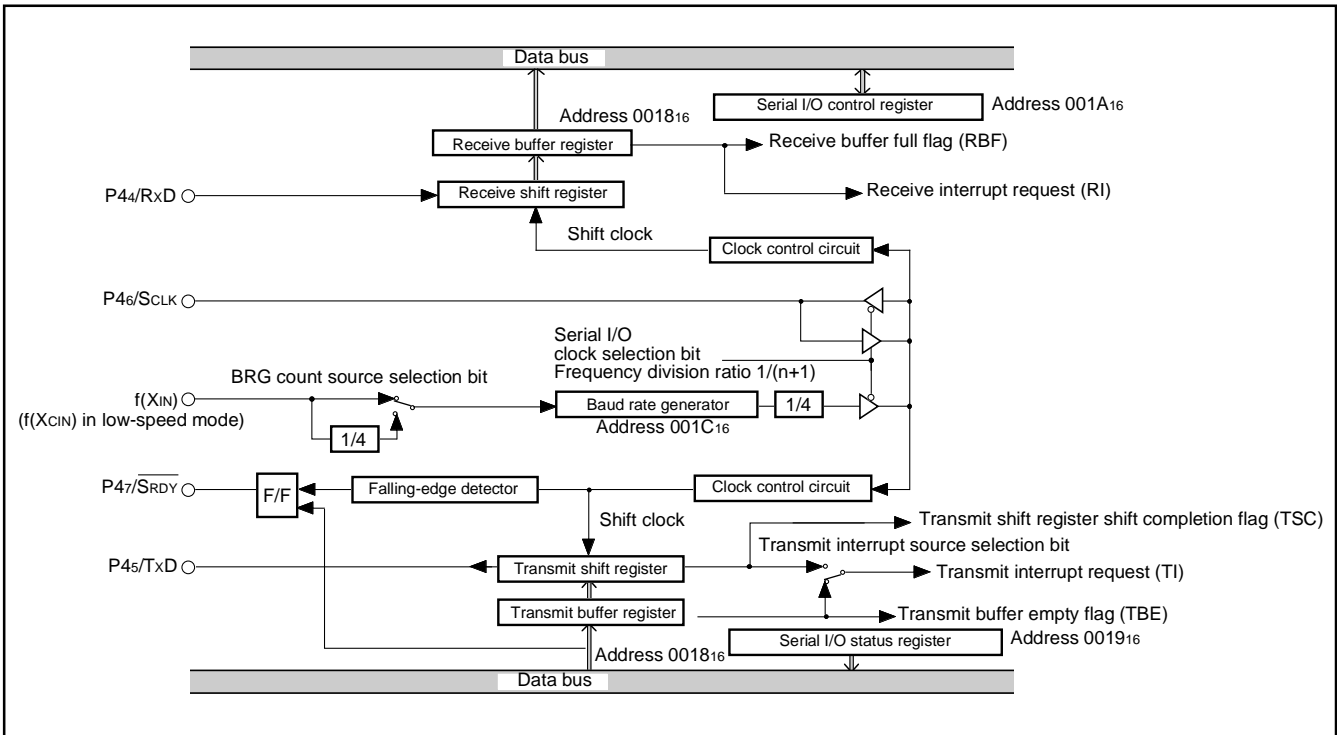 Data bus
Serial I/O control register Address 001A16
Address 001816
Receive buffer register Receive buffer full flag (RBF)
P44/RXD Receive shift register Receive interrupt request (RI)
Shift clock Clock control circuit
P46/SCLK
Serial I/O
clock selection bit
Frequency division ratio 1/(n+1)
BRG count source selection bit
f(XIN) Baud rate generator 1/4
(f(XCIN) in low-speed mode)
Address 001C16
1/4
P47/SRDY F/F Falling-edge detector Clock control circuit
Shift clock Transmit shift register shift completion flag (TSC)
Transmit interrupt source selection bit
P45/TXD Transmit shift register Transmit interrupt request (TI)
Transmit buffer register Transmit buffer empty flag (TBE)
Serial I/O status register Address 001916
Address 001816
Data bus